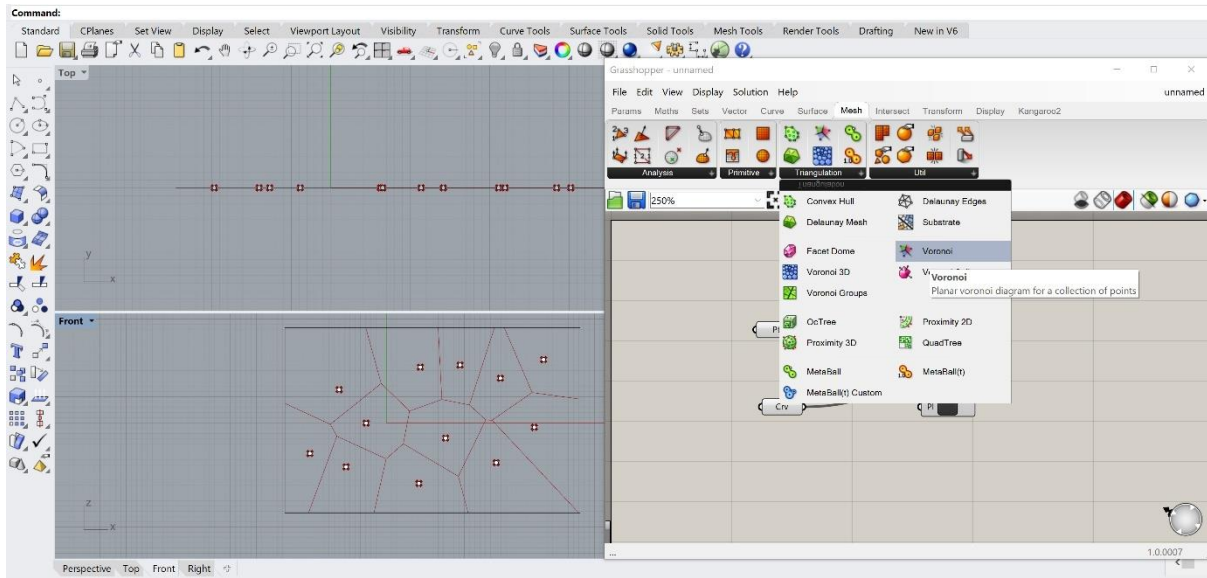 Command:
Standard CPlanes Set View Display Select Viewport Layout Visibility Transform Curve Tools Surface Tools Solid Tools Mesh Tools Render Tools Drafting New in V6
Top
y
x
Front
z
x
Perspective Top Front Right
Grasshopper - unnamed
File Edit View Display Solution Help unnamed
Params Maths Sets Vector Curve Surface Mesh Intersect Transform Display Kangaroo2
Analysis Primitive Triangulation Util
250%
Triangulation
Convex Hull Delaunay Edges
Delaunay Mesh Substrate
Facet Dome Voronoi
Voronoi 3D
Voronoi
Planar voronoi diagram for a collection of points
Voronoi Groups
OcTree Proximity 2D
Proximity 3D QuadTree
MetaBall MetaBall(t)
MetaBall(t) Custom
Crv Pl
...
1.0.0007